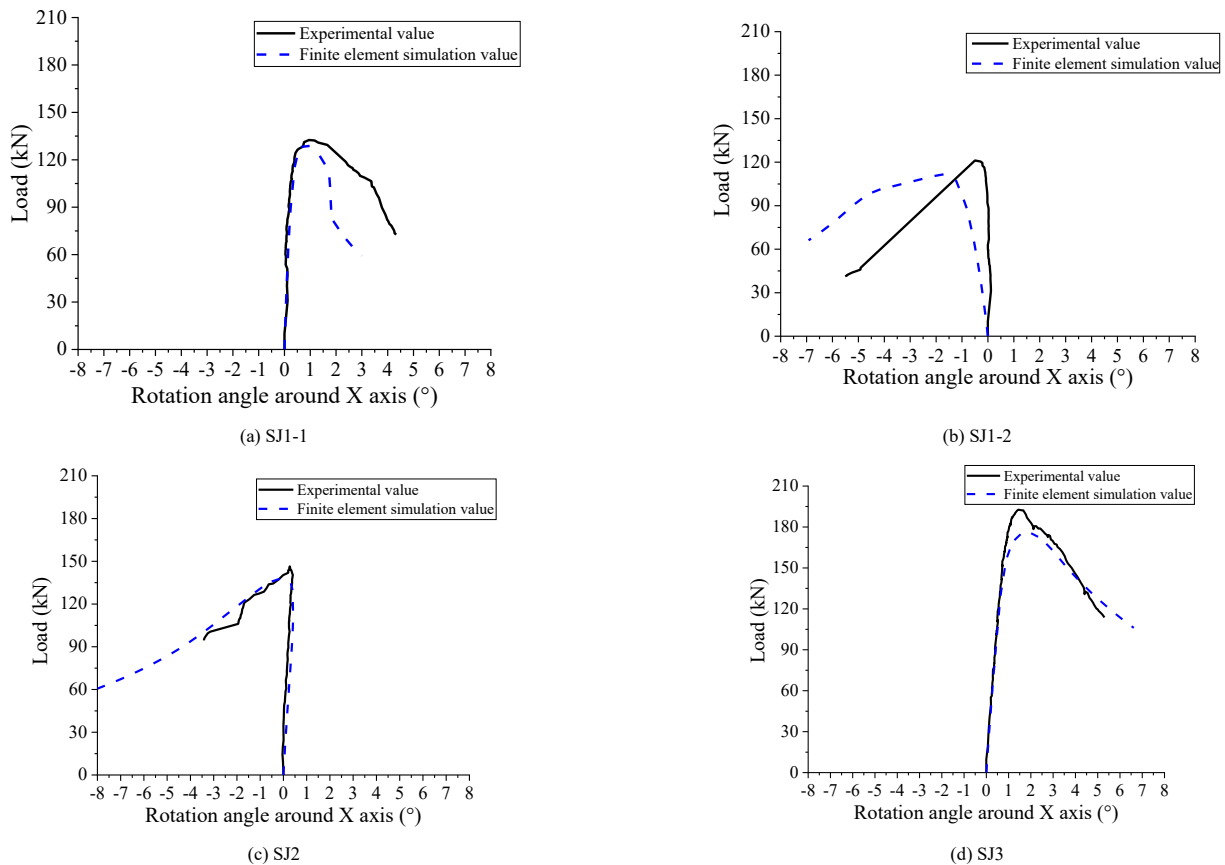 210
180
150
120
90
60
30
0
Load (kN)
Experimental value
Finite element simulation value
-8 -7 -6 -5 -4 -3 -2 -1 0 1 2 3 4 5 6 7 8
Rotation angle around X axis (°)
(a) SJ1-1
210
180
150
120
90
60
30
0
Load (kN)
Experimental value
Finite element simulation value
-8 -7 -6 -5 -4 -3 -2 -1 0 1 2 3 4 5 6 7 8
Rotation angle around X axis (°)
(b) SJ1-2
210
180
150
120
90
60
30
0
Load (kN)
Experimental value
Finite element simulation value
-8 -7 -6 -5 -4 -3 -2 -1 0 1 2 3 4 5 6 7 8
Rotation angle around X axis (°)
(c) SJ2
210
180
150
120
90
60
30
0
Load (kN)
Experimental value
Finite element simulation value
-8 -7 -6 -5 -4 -3 -2 -1 0 1 2 3 4 5 6 7 8
Rotation angle around X axis (°)
(d) SJ3